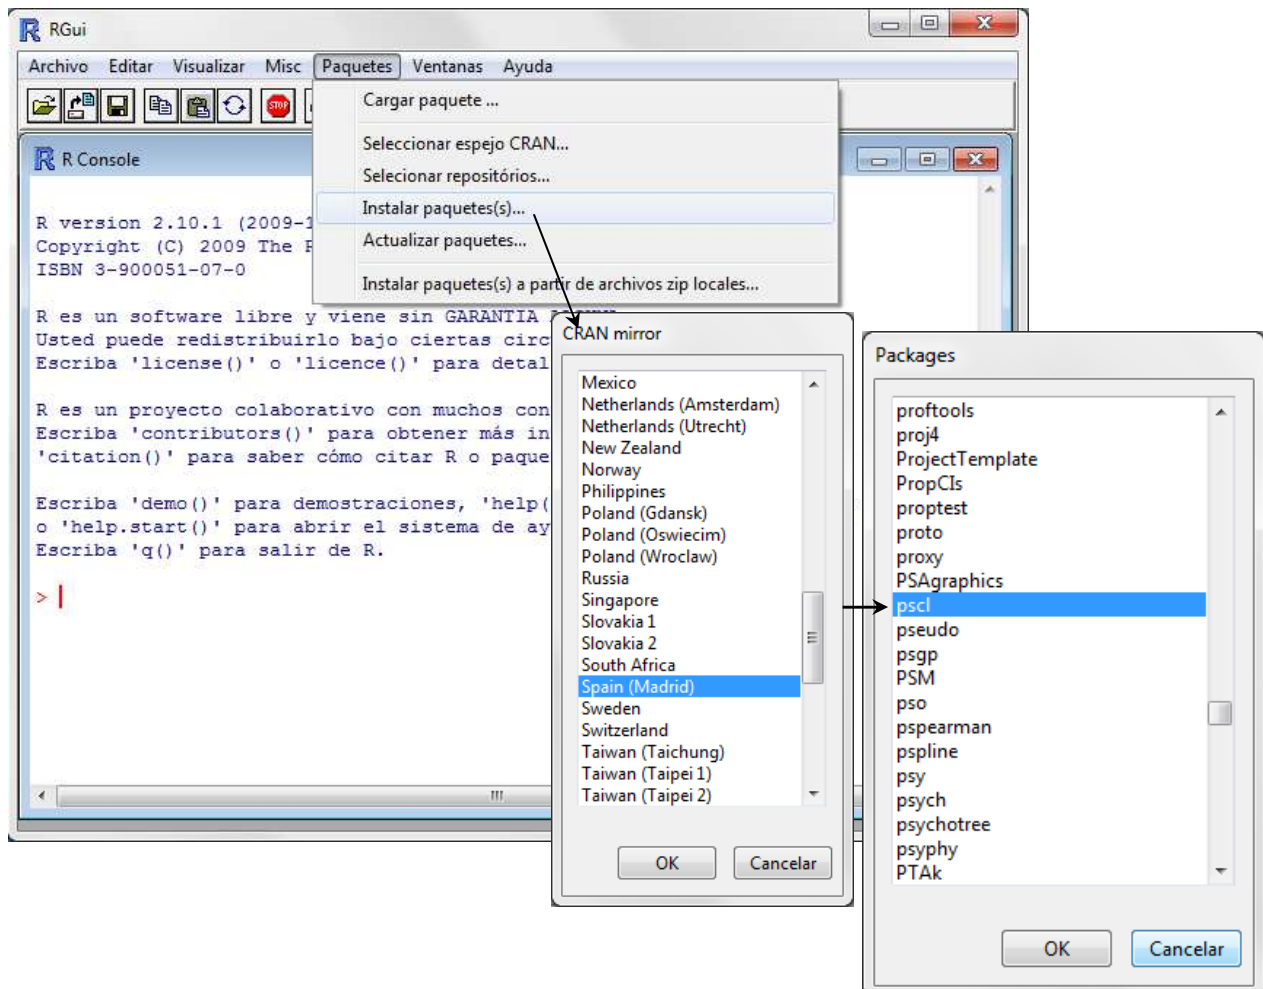 RGui
Archivo Editar Visualizar Misc Paquetes Ventanas Ayuda
STOP
Cargar paquete ...
Seleccionar espejo CRAN...
Selecionar repositórios...
Instalar paquetes(s)...
Actualizar paquetes...
Instalar paquetes(s) a partir de archivos zip locales...
R Console
R version 2.10.1 (2009-1
Copyright (C) 2009 The
ISBN 3-900051-07-0
R es un software libre y viene sin GARANTIA
Usted puede redistribuirlo bajo ciertas circ
Escriba 'license()' o 'licence()' para detal
R es un proyecto colaborativo con muchos con
Escriba 'contributors()' para obtener más in
'citation()' para saber cómo citar R o paque
Escriba 'demo()' para demostraciones, 'help(
o 'help.start()' para abrir el sistema de ay
Escriba 'q()' para salir de R.
>
CRAN mirror
Mexico
Netherlands (Amsterdam)
Netherlands (Utrecht)
New Zealand
Norway
Philippines
Poland (Gdansk)
Poland (Oswiecim)
Poland (Wroclaw)
Russia
Singapore
Slovakia 1
Slovakia 2
South Africa
Spain (Madrid)
Sweden
Switzerland
Taiwan (Taichung)
Taiwan (Taipei 1)
Taiwan (Taipei 2)
OK Cancelar
Packages
proftools
proj4
ProjectTemplate
PropCIs
proptest
proto
proxy
PSAgraphics
pscl
pseudo
psgp
PSM
pso
pspearman
pspline
psy
psych
psychotree
psyphy
PTAk
OK Cancelar